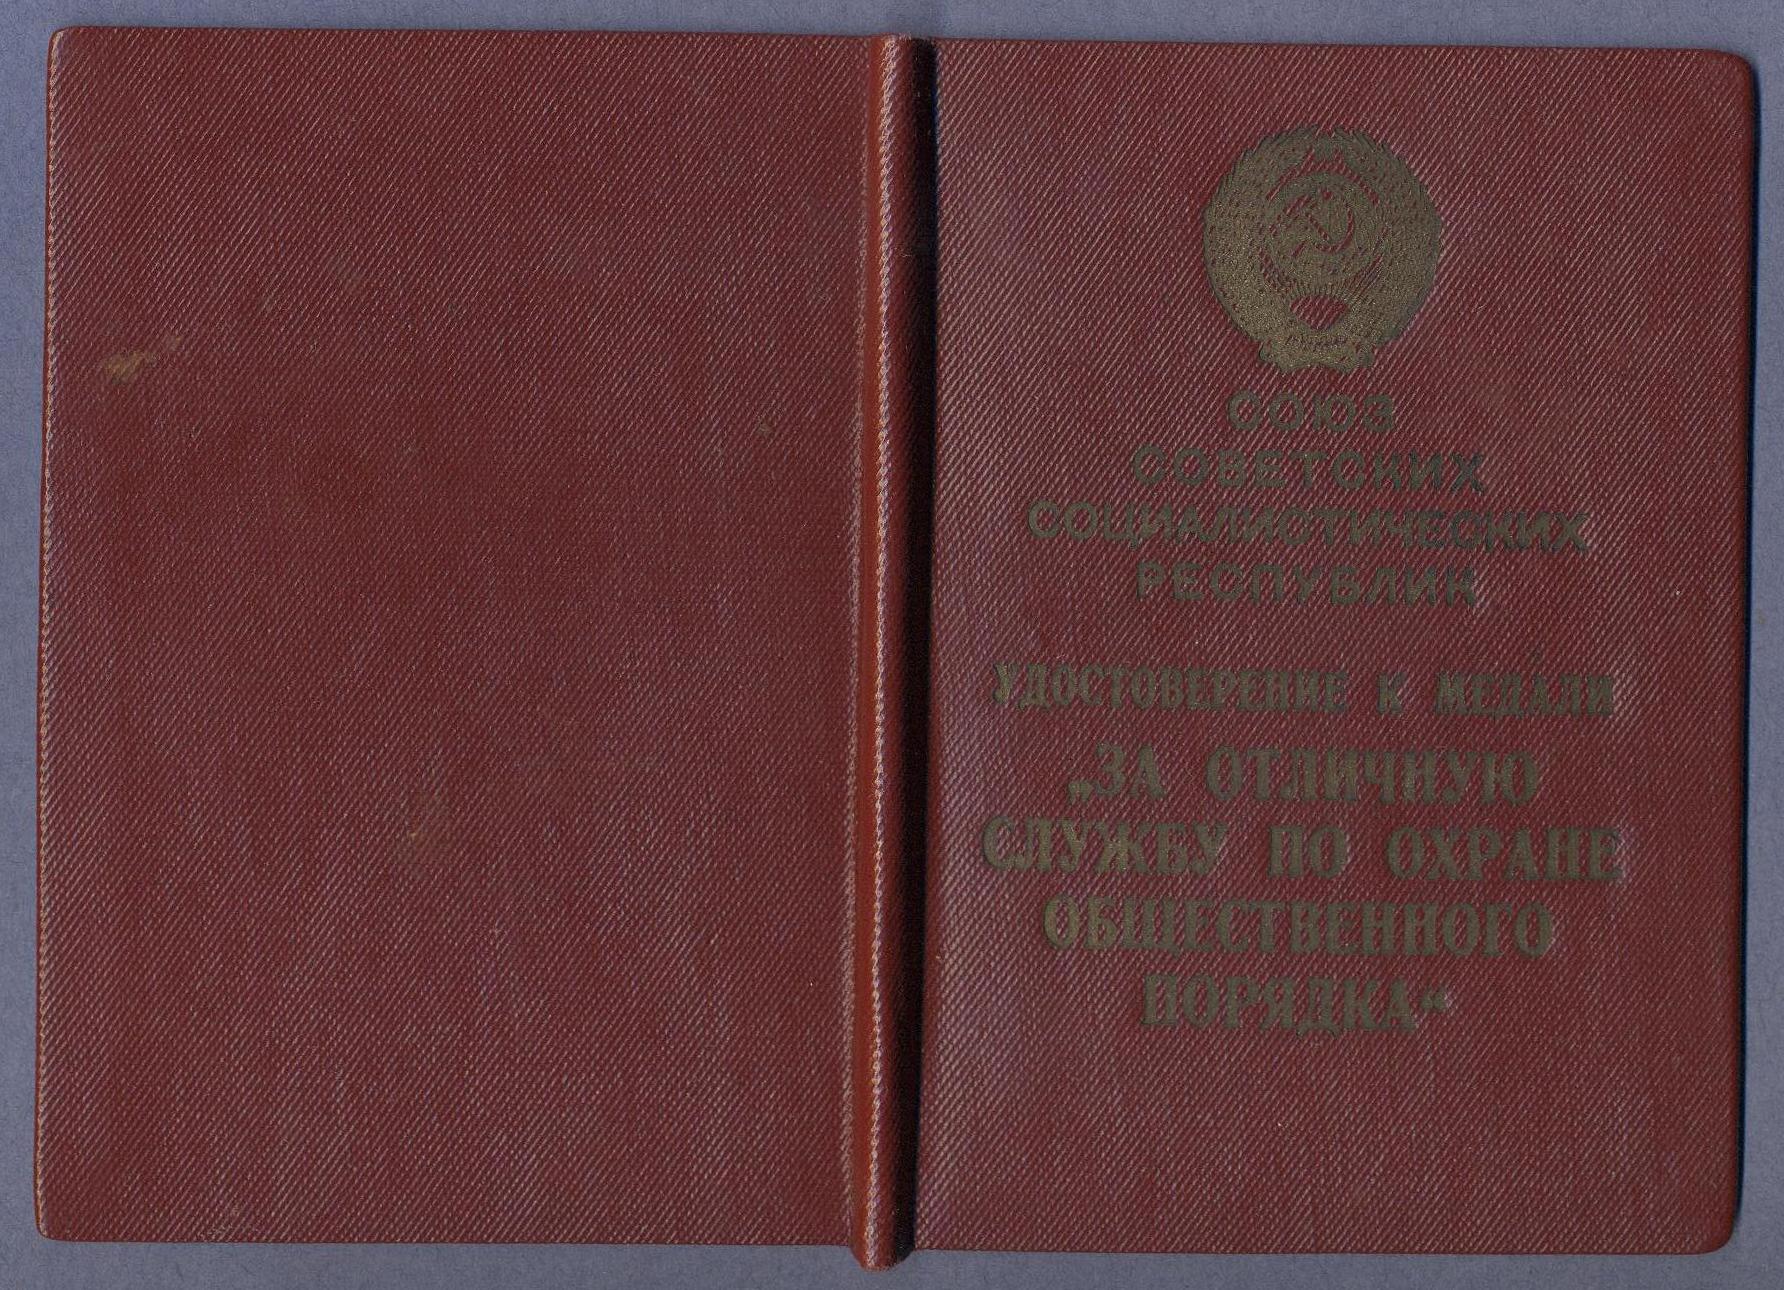 СОЮЗ
СОВЕТСКИХ
СОЦИАЛИСТИЧЕСКИХ
РЕСПУБЛИК
УДОСТОВЕРЕНИЕ К МЕДАЛИ
„ЗА ОТЛИЧНУЮ
СЛУЖБУ ПО ОХРАНЕ
ОБЩЕСТВЕННОГО
ПОРЯДКА“